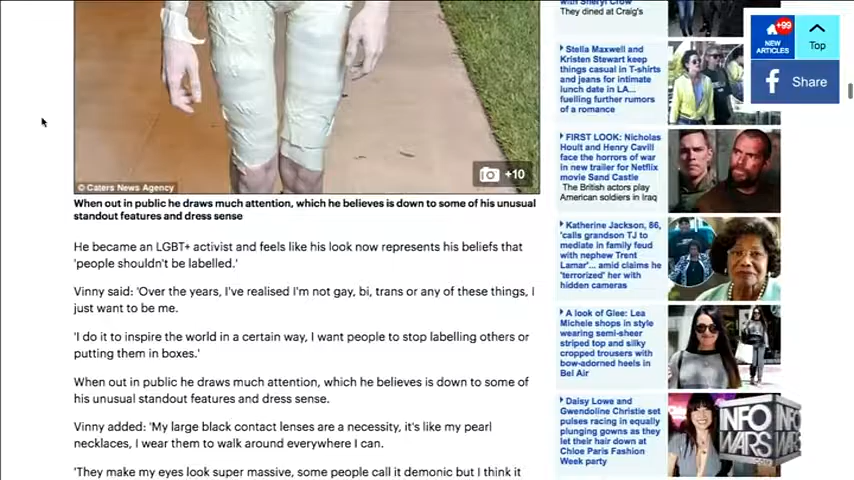 +10
© Caters News Agency
When out in public he draws much attention, which he believes is down to some of his unusual
standout features and dress sense
He became an LGBT+ activist and feels like his look now represents his beliefs that
'people shouldn't be labelled.'
Vinny said: 'Over the years, I've realised I'm not gay, bi, trans or any of these things, I
just want to be me.
'I do it to inspire the world in a certain way, I want people to stop labelling others or
putting them in boxes.'
When out in public he draws much attention, which he believes is down to some of
his unusual standout features and dress sense.
Vinny added: 'My large black contact lenses are a necessity, it's like my pearl
necklaces, I wear them to walk around everywhere I can.
'They make my eyes look super massive, some people call it demonic but I think it
with Sheryl Crow
They dined at Craig's
Stella Maxwell and
Kristen Stewart keep
things casual in T-shirts
and jeans for intimate
lunch date in LA...
fuelling further rumors
of a romance
FIRST LOOK: Nicholas
Hoult and Henry Cavill
face the horrors of war
in new trailer for Netflix
movie Sand Castle
The British actors play
American soldiers in Iraq
Katherine Jackson, 86,
'calls grandson TJ to
mediate in family feud
with nephew Trent
Lamar'... amid claims he
'terrorized' her with
hidden cameras
A look of Glee: Lea
Michele shops in style
wearing semi-sheer
striped top and silky
cropped trousers with
bow-adorned heels in
Bel Air
Daisy Lowe and
Gwendoline Christie set
pulses racing in equally
plunging gowns as they
let their hair down at
Chloe Paris Fashion
Week party
+99
NEW
ARTICLES
Top
f Share
INFO
WARS